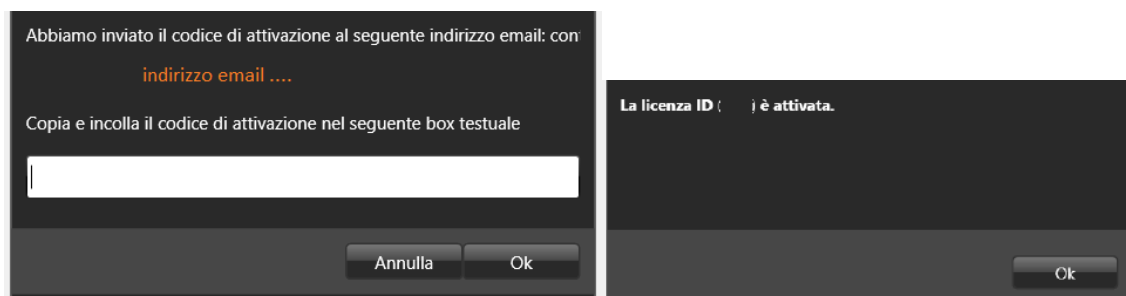 Abbiamo inviato il codice di attivazione al seguente indirizzo email:
indirizzo email ....
Copia e incolla il codice di attivazione nel seguente box testuale
Annulla
Ok
La licenza ID ( ) è attivata.
Ok